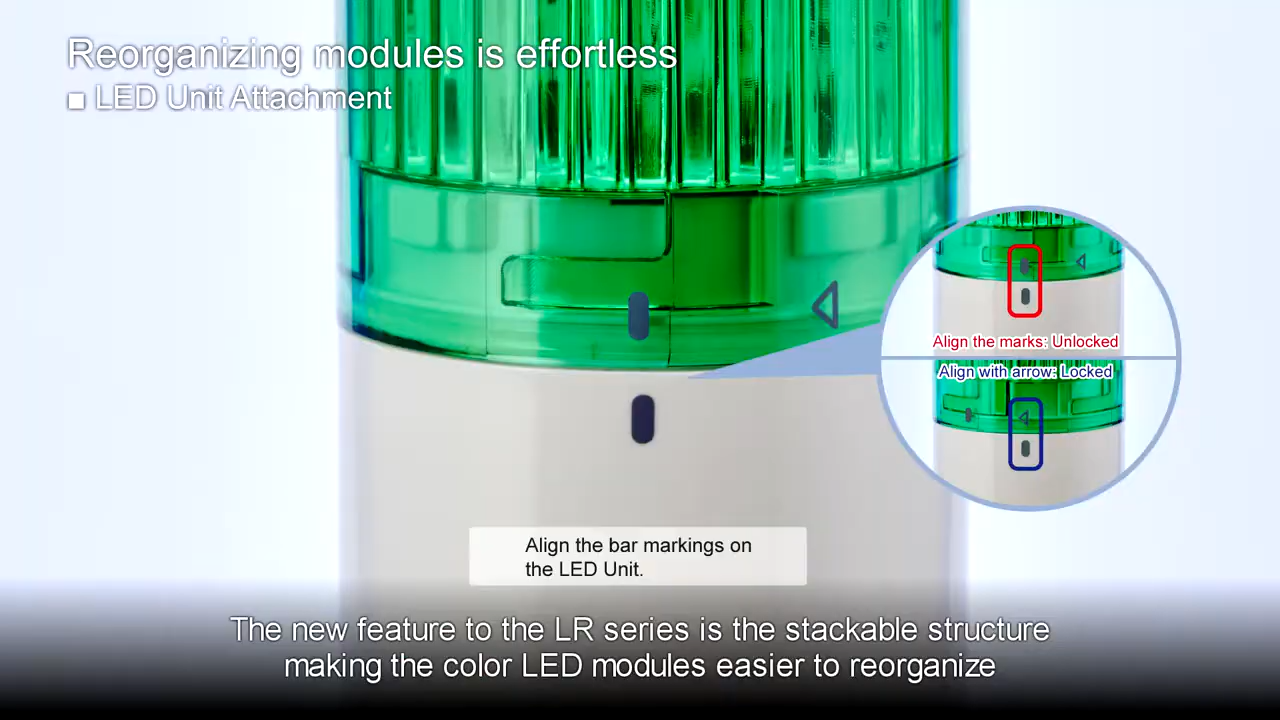 Reorganizing modules is effortless
LED Unit Attachment
Align the marks: Unlocked
Align with arrow: Locked
Align the bar markings on
the LED Unit.
The new feature to the LR series is the stackable structure
making the color LED modules easier to reorganize